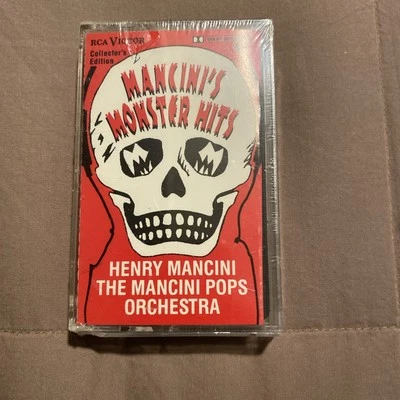 RCA VICTOR
Collector's
Edition
MANCINI'S
MONSTER HITS
M M
HENRY MANCINI
THE MANCINI POPS
ORCHESTRA